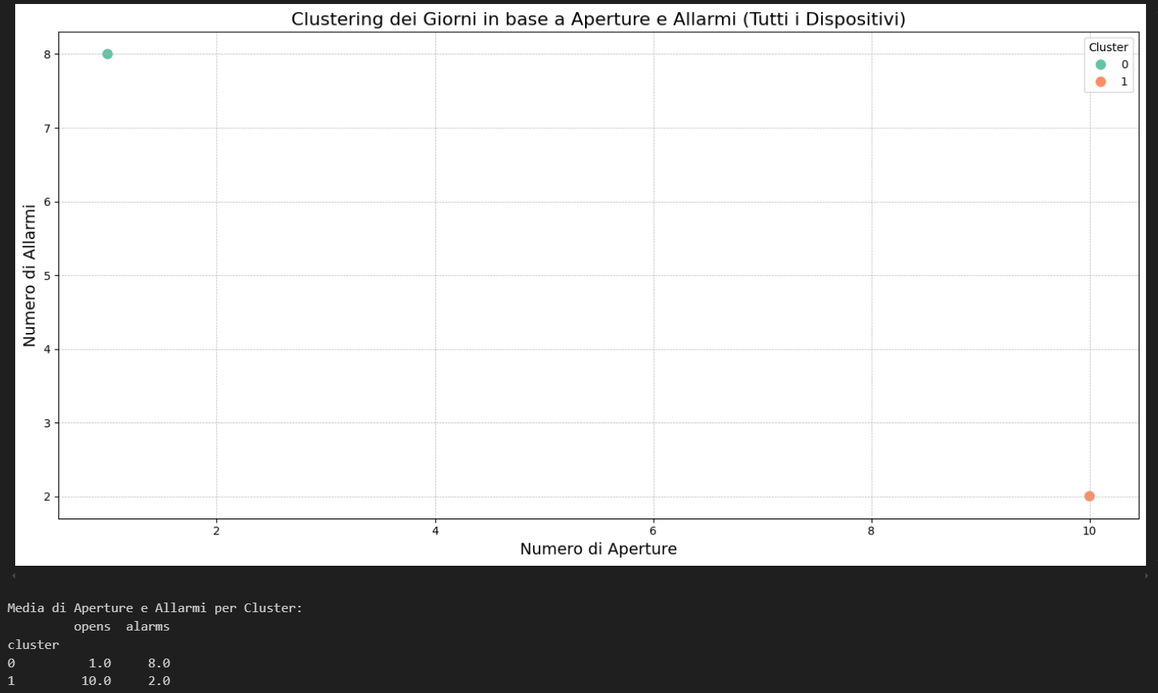 Clustering dei Giorni in base a Aperture e Allarmi (Tutti i Dispositivi)
Cluster
0
1
8
7
6
5
4
3
2
Numero di Allarmi
2 4 6 8 10
Numero di Aperture
Media di Aperture e Allarmi per Cluster:
opens alarms
cluster
0 1.0 8.0
1 10.0 2.0